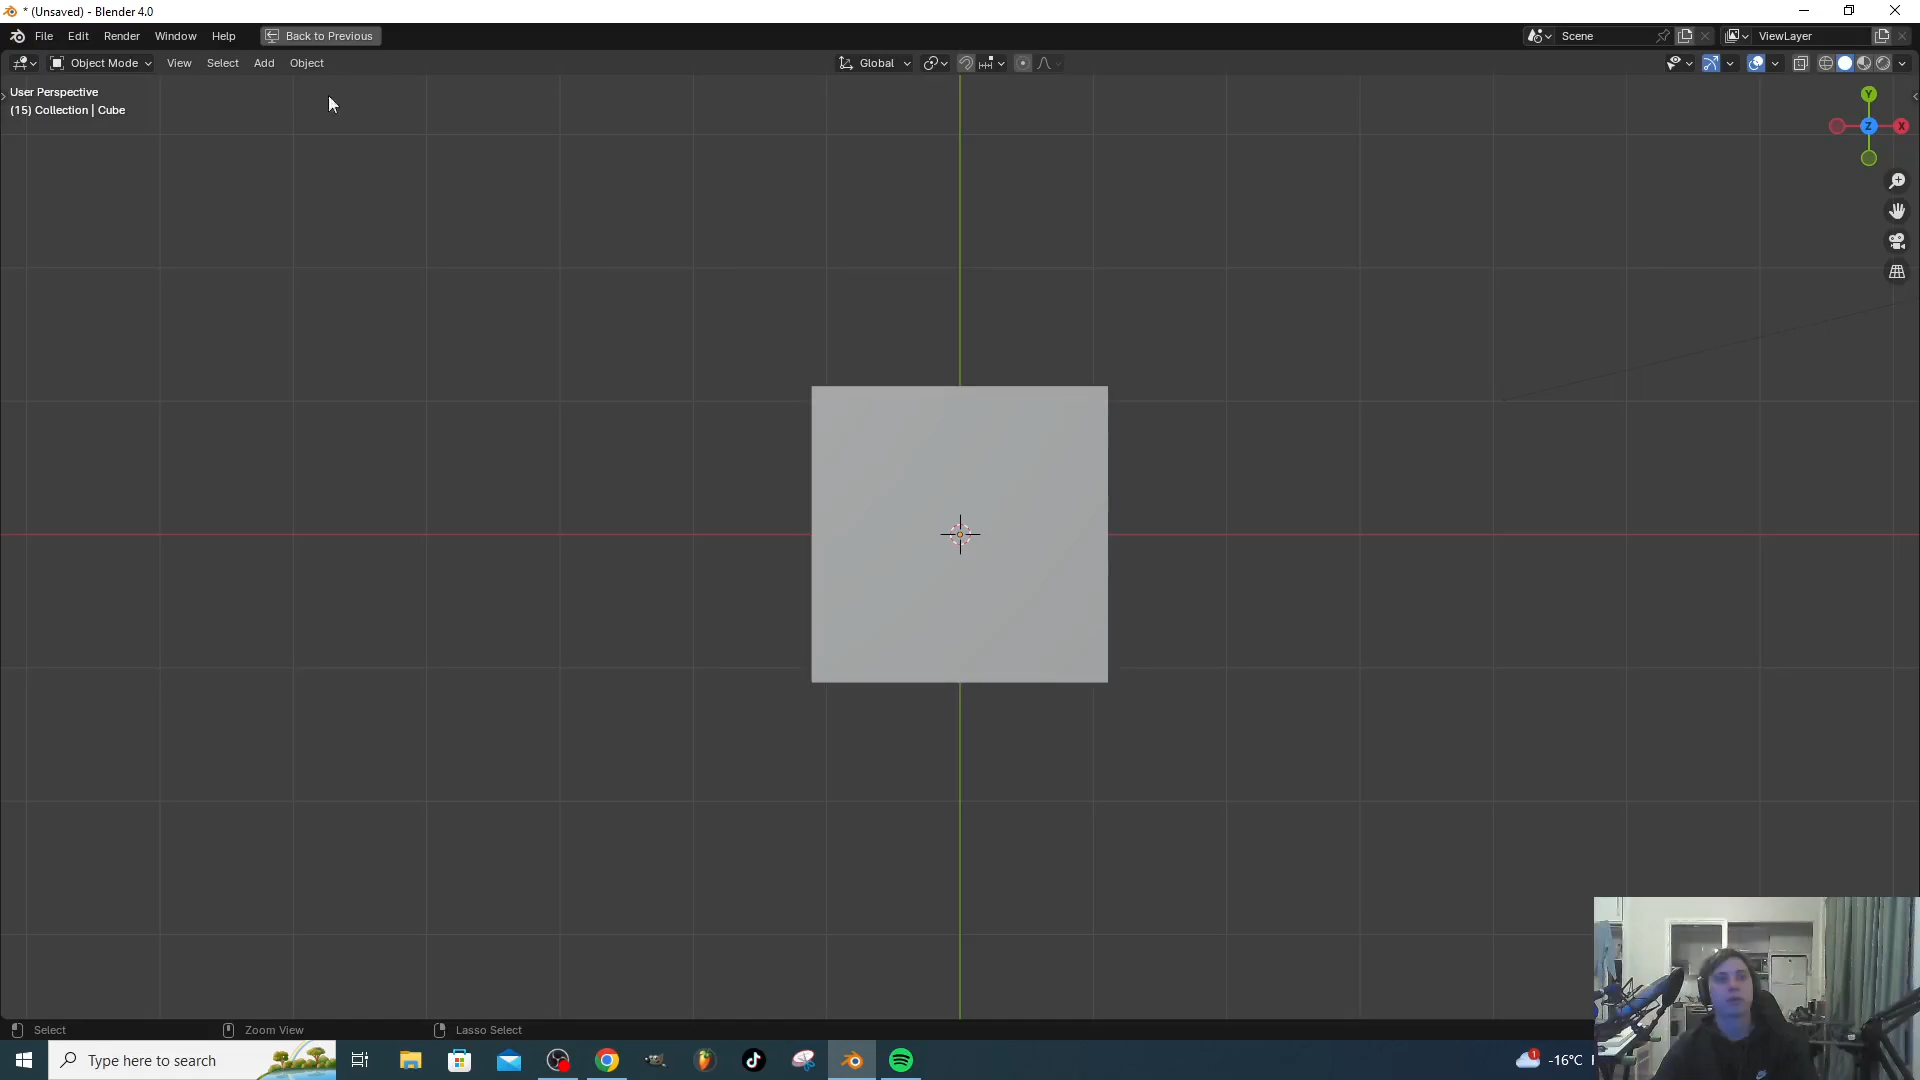 * (Unsaved) - Blender 4.0
File Edit Render Window Help Back to Previous Scene ViewLayer
Object Mode View Select Add Object Global
User Perspective
(15) Collection | Cube
Y
Z X
Select Zoom View Lasso Select
Type here to search 1 -16°C